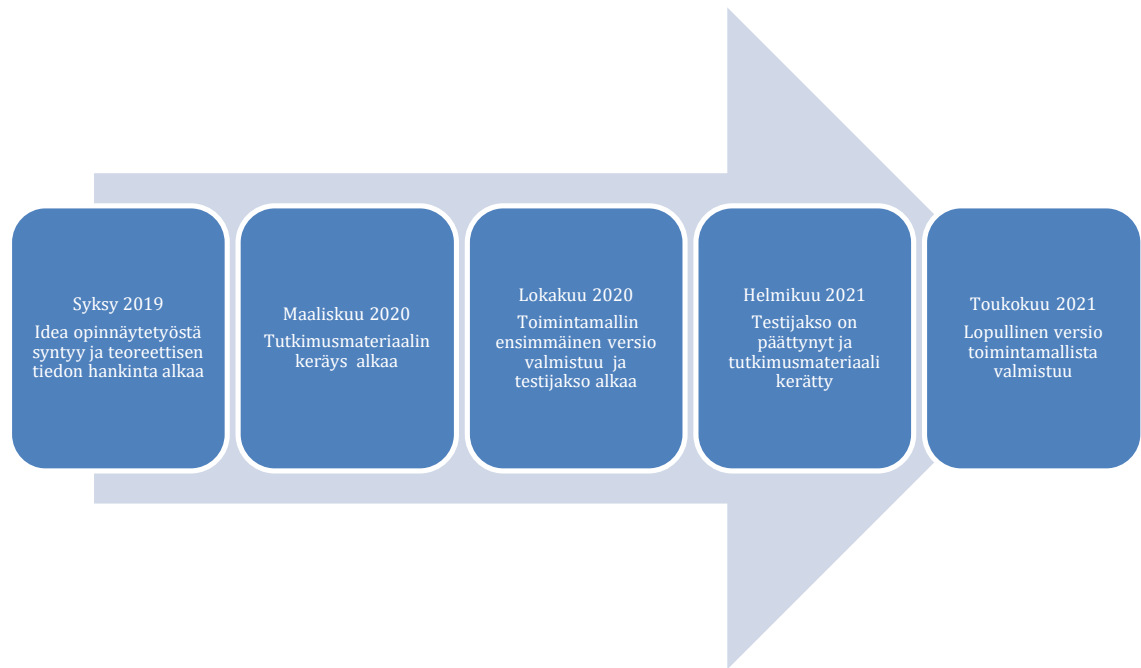 Syksy 2019
Idea opinnäytetyöstä
syntyy ja teoreettisen
tiedon hankinta alkaa
Maaliskuu 2020
Tutkimusmateriaalin
keräys alkaa
Lokakuu 2020
Toimintamallin
ensimmäinen versio
valmistuu ja
testijakso alkaa
Helmikuu 2021
Testijakso on
päättynyt ja
tutkimusmateriaali
kerätty
Toukokuu 2021
Lopullinen versio
toimintamallista
valmistuu